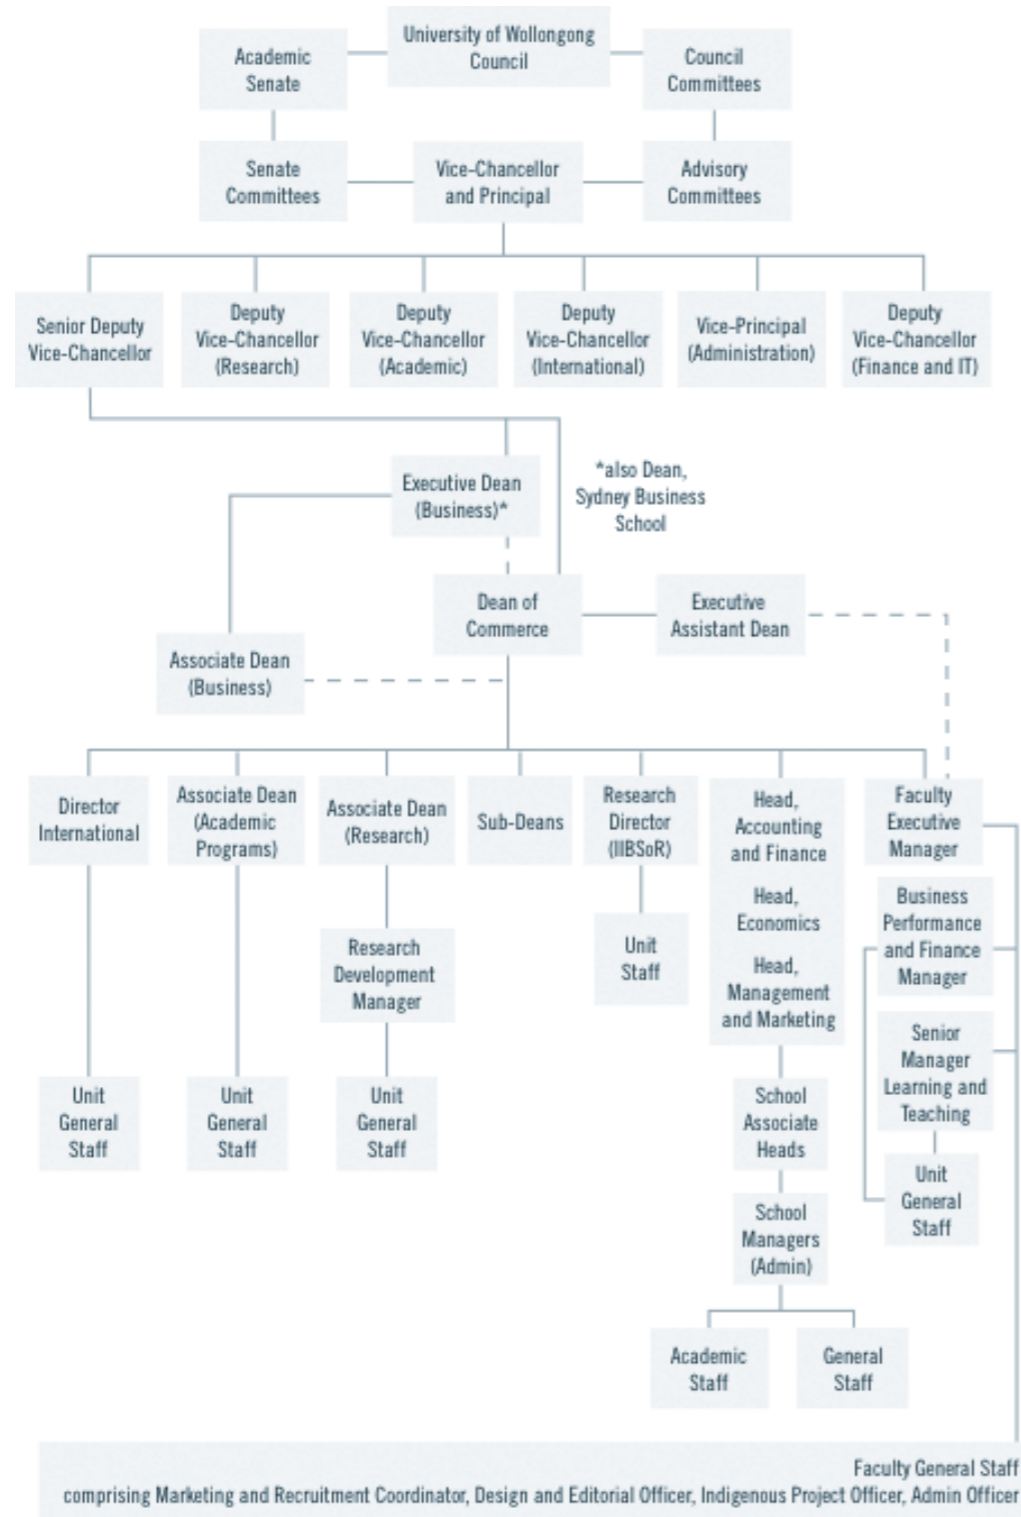 University of Wollongong
Council
Academic
Senate
Council
Committees
Senate
Committees
Vice-Chancellor
and Principal
Advisory
Committees
Senior Deputy
Vice-Chancellor
Deputy
Vice-Chancellor
(Research)
Deputy
Vice-Chancellor
(Academic)
Deputy
Vice-Chancellor
(International)
Vice-Principal
(Administration)
Deputy
Vice-Chancellor
(Finance and IT)
Executive Dean
(Business)*
*also Dean,
Sydney Business
School
Dean of
Commerce
Executive
Assistant Dean
Associate Dean
(Business)
Director
International
Associate Dean
(Academic
Programs)
Associate Dean
(Research)
Sub-Deans
Research
Director
(IIBSoR)
Head,
Accounting
and Finance
Head,
Economics
Head,
Management
and Marketing
Faculty
Executive
Manager
Business
Performance
and Finance
Manager
Research
Development
Manager
Unit
Staff
Senior
Manager
Learning and
Teaching
Unit
General
Staff
Unit
General
Staff
Unit
General
Staff
School
Associate
Heads
Unit
General
Staff
School
Managers
(Admin)
Academic
Staff
General
Staff
Faculty General Staff
comprising Marketing and Recruitment Coordinator, Design and Editorial Officer, Indigenous Project Officer, Admin Officer